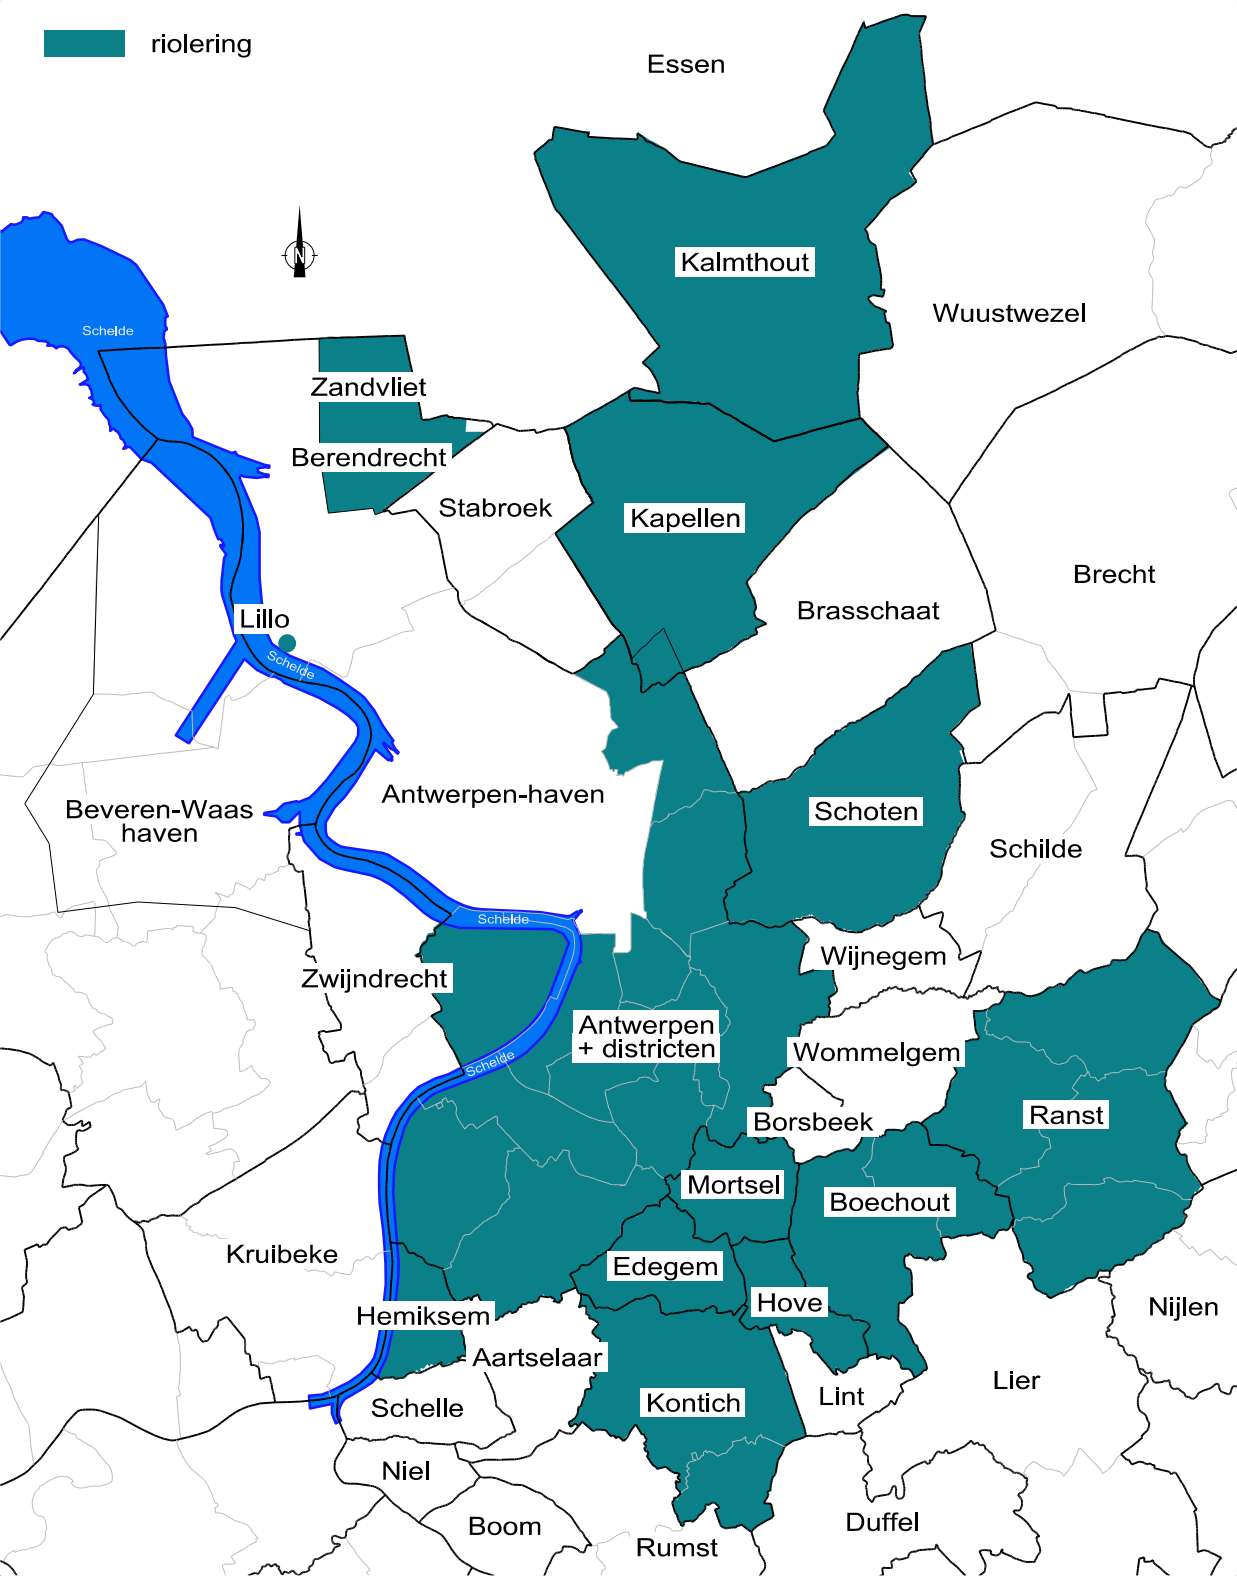 riolering
Essen
N
Kalmthout
Wuustwezel
Schelde
Zandvliet
Berendrecht
Stabroek
Kapellen
Brecht
Brasschaat
Lillo
Schelde
Antwerpen-haven
Beveren-Waas
haven
Schoten
Schilde
Schelde
Wijnegem
Zwijndrecht
Antwerpen
+ districten
Wommelgem
Schelde
Ranst
Borsbeek
Mortsel
Boechout
Kruibeke
Edegem
Hove
Nijlen
Hemiksem
Aartselaar
Lier
Lint
Kontich
Schelle
Niel
Boom
Duffel
Rumst